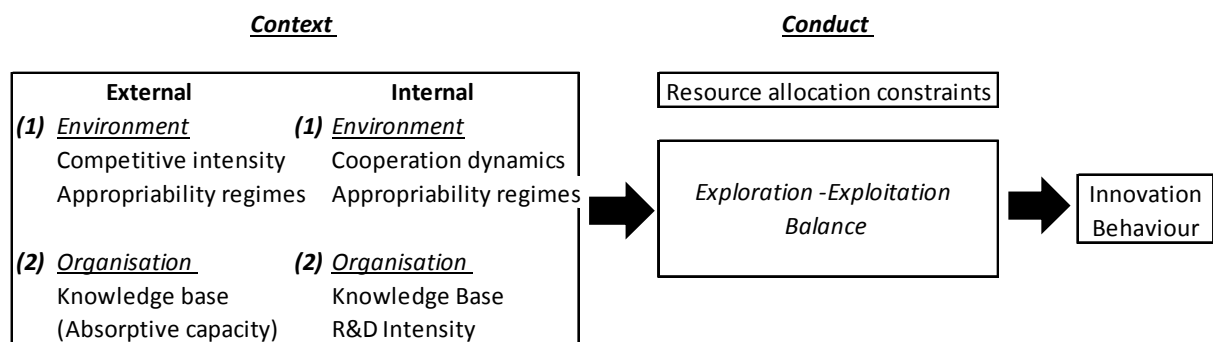 Context
Conduct
External
(1) Environment
Competitive intensity
Appropriability regimes
(2) Organisation
Knowledge base
(Absorptive capacity)
Internal
(1) Environment
Cooperation dynamics
Appropriability regimes
(2) Organisation
Knowledge Base
R&D Intensity
Resource allocation constraints
Exploration -Exploitation
Balance
Innovation
Behaviour